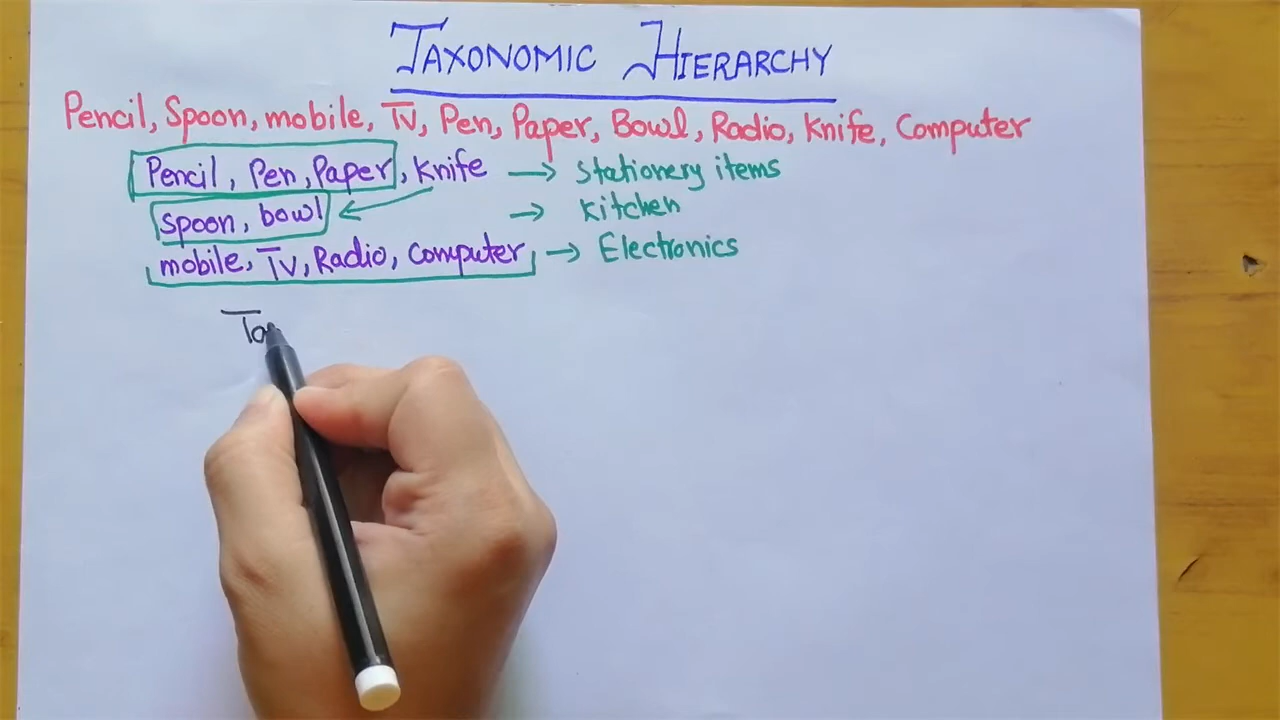 TAXONOMIC HIERARCHY
Pencil, Spoon, mobile, TV, Pen, Paper, Bowl, Radio, Knife, Computer
Pencil, Pen, Paper, Knife → Stationery items
Spoon, bowl → Kitchen
mobile, TV, Radio, Computer → Electronics
Ta